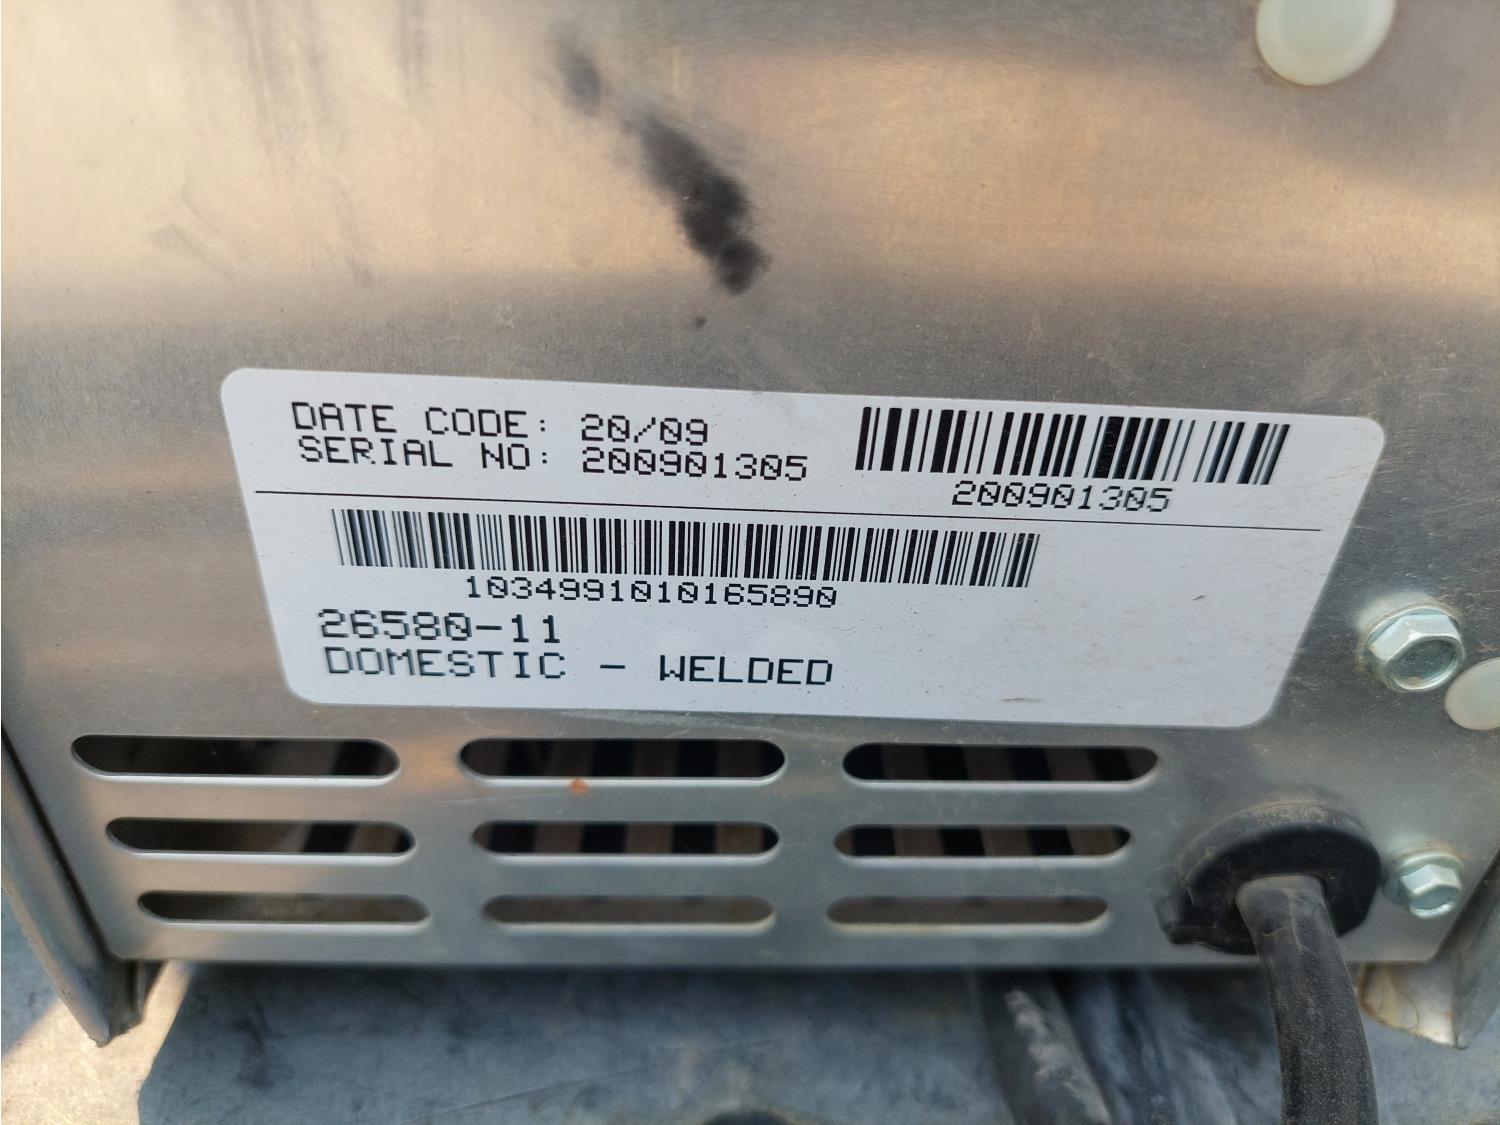 DATE CODE: 20/09
SERIAL NO: 200901305
200901305
1034991010165890
26580-11
DOMESTIC - WELDED